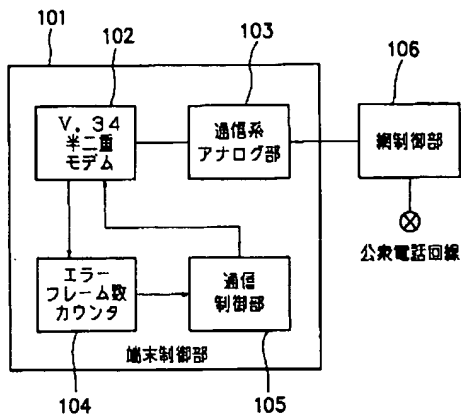 101
102
103
106
V. 34
半二重
モデム
通信系
アナログ部
網制御部
公衆電話回線
エラー
フレーム数
カウンタ
通信
制御部
端末制御部
104
105